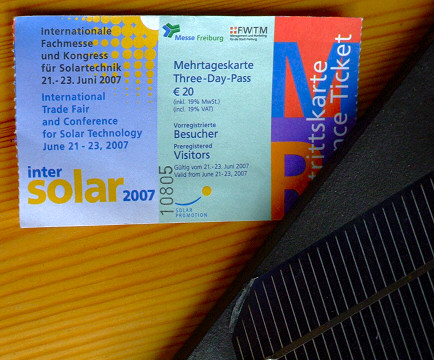 Internationale
Fachmesse
und Kongress
für Solartechnik
21.- 23. Juni 2007
International
Trade Fair
and Conference
for Solar Technology
June 21 - 23, 2007
inter
solar 2007
10805
Messe Freiburg
FWTM
Mehrtageskarte
Three-Day-Pass
€ 20
(inkl. 19% MwSt.)
(incl. 19% VAT)
Vorregistrierte
Besucher
Preregistered
Visitors
Gültig vom 21.-23. Juni 2007
Valid from June 21-23, 2007
SOLAR
PROMOTION
trittskarte
nce Ticket